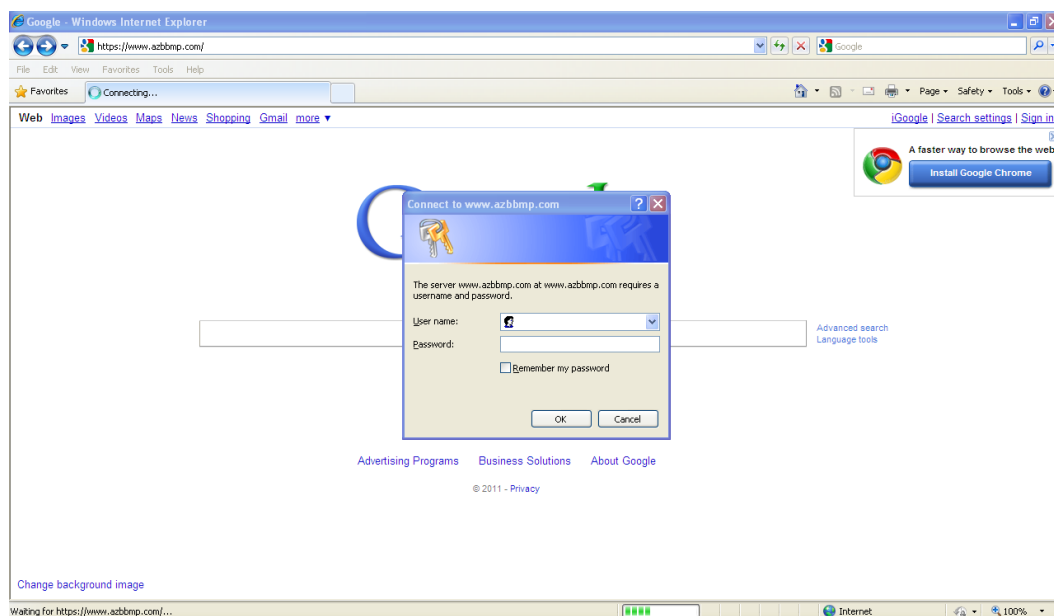 Google - Windows Internet Explorer
https://www.azbbmp.com/
Google
File Edit View Favorites Tools Help
Favorites Connecting... Page Safety Tools
Web Images Videos Maps News Shopping Gmail more ▼ iGoogle | Search settings | Sign in
A faster way to browse the web
Install Google Chrome
Connect to www.azbbmp.com
The server www.azbbmp.com at www.azbbmp.com requires a
username and password.
User name:
Password:
Remember my password
OK Cancel
Advanced search
Language tools
Advertising Programs Business Solutions About Google
© 2011 - Privacy
Change background image
Waiting for https://www.azbbmp.com/... Internet 100%